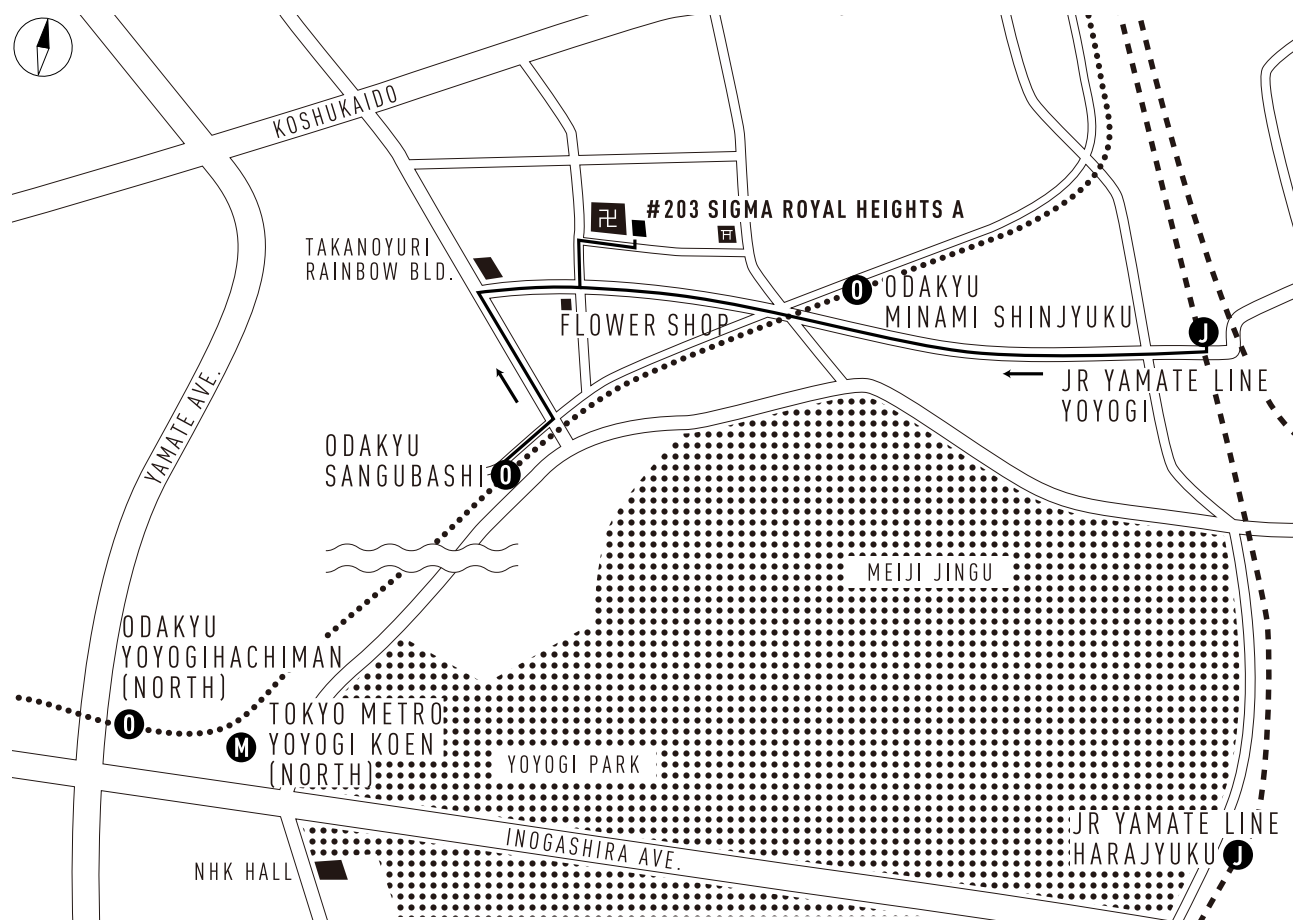 KOSHUKAIDO
卍
#203 SIGMA ROYAL HEIGHTS A
TAKANOYURI
RAINBOW BLD.
O
ODAKYU
MINAMI SHINJYUKU
FLOWER SHOP
J
JR YAMATE LINE
YOYOGI
YAMATE AVE.
ODAKYU
SANGUBASHI
O
MEIJI JINGU
ODAKYU
YOYOGIHACHIMAN
(NORTH)
O
M
TOKYO METRO
YOYOGI KOEN
(NORTH)
YOYOGI PARK
INOGASHIRA AVE.
JR YAMATE LINE
HARAJYUKU
J
NHK HALL